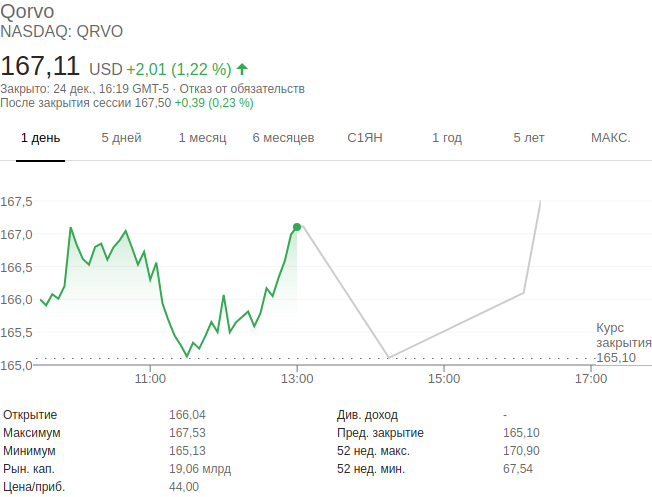 Qorvo
NASDAQ: QRVO
167,11 USD +2,01 (1,22 %)
Закрыто: 24 дек., 16:19 GMT-5 · Отказ от обязательств
После закрытия сессии 167,50 +0,39 (0,23 %)
1 день 5 дней 1 месяц 6 месяцев С1ЯН 1 год 5 лет МАКС.
167,5
167,0
166,5
166,0
165,5
165,0
Курс
закрытия
165,10
11:00 13:00 15:00 17:00
Открытие 166,04 Див. доход -
Максимум 167,53 Пред. закрытие 165,10
Минимум 165,13 52 нед. макс. 170,90
Рын. кап. 19,06 млрд 52 нед. мин. 67,54
Цена/приб. 44,00